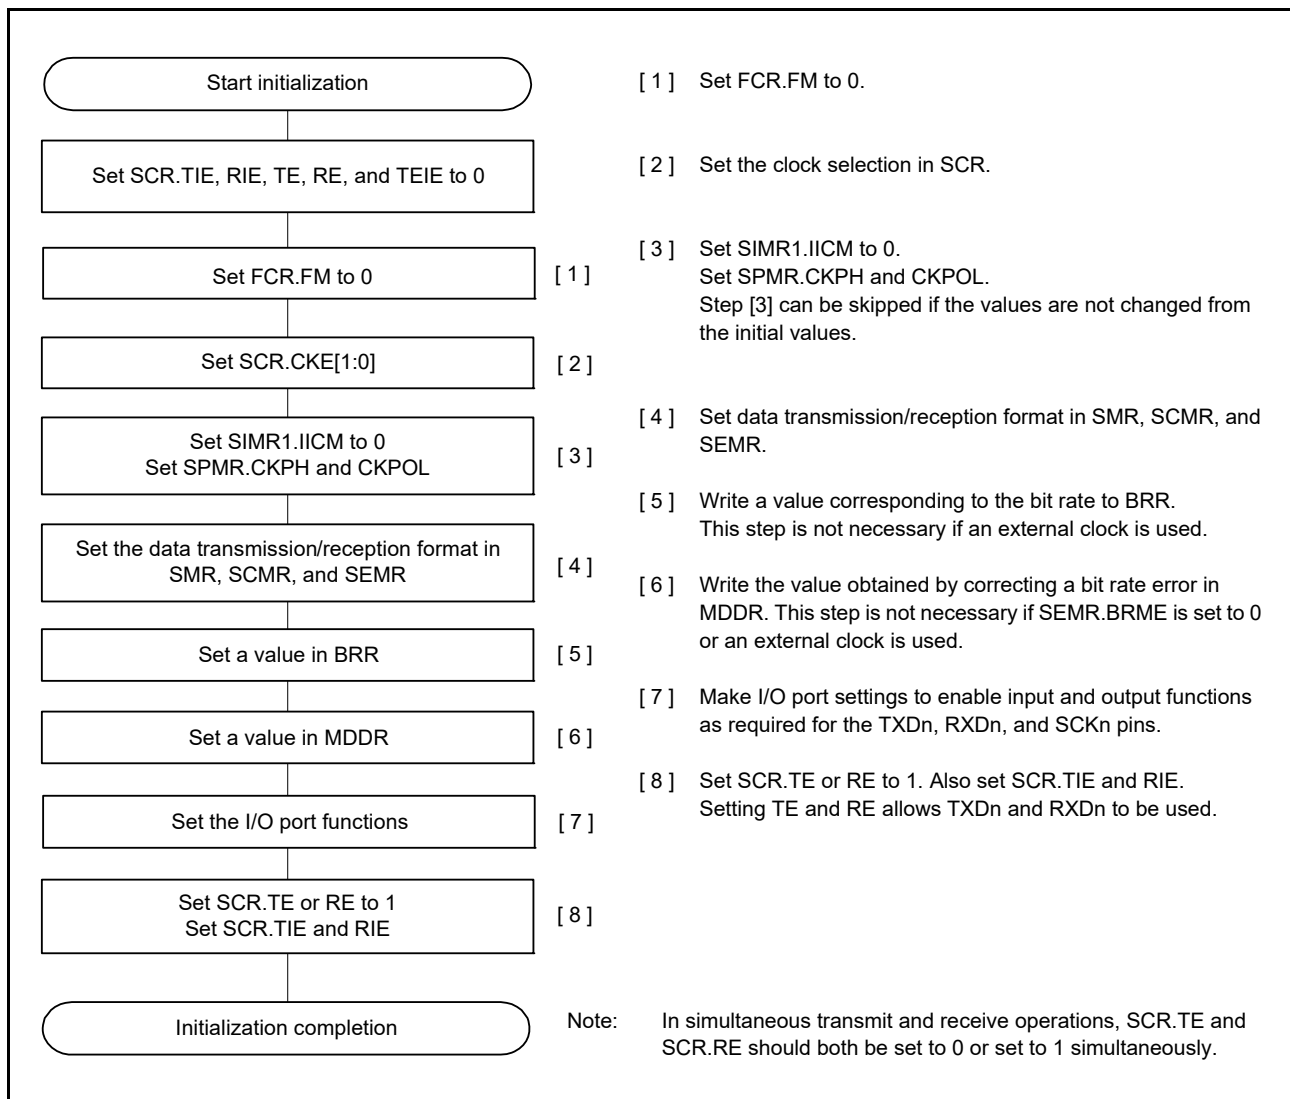 Start initialization
Set SCR.TIE, RIE, TE, RE, and TEIE to 0
Set FCR.FM to 0
[ 1 ]
Set SCR.CKE[1:0]
[ 2 ]
Set SIMR1.IICM to 0
Set SPMR.CKPH and CKPOL
[ 3 ]
Set the data transmission/reception format in
SMR, SCMR, and SEMR
[ 4 ]
Set a value in BRR
[ 5 ]
Set a value in MDDR
[ 6 ]
Set the I/O port functions
[ 7 ]
Set SCR.TE or RE to 1
Set SCR.TIE and RIE
[ 8 ]
Initialization completion
[ 1 ] Set FCR.FM to 0.
[ 2 ] Set the clock selection in SCR.
[ 3 ] Set SIMR1.IICM to 0.
Set SPMR.CKPH and CKPOL.
Step [3] can be skipped if the values are not changed from
the initial values.
[ 4 ] Set data transmission/reception format in SMR, SCMR, and
SEMR.
[ 5 ] Write a value corresponding to the bit rate to BRR.
This step is not necessary if an external clock is used.
[ 6 ] Write the value obtained by correcting a bit rate error in
MDDR. This step is not necessary if SEMR.BRME is set to 0
or an external clock is used.
[ 7 ] Make I/O port settings to enable input and output functions
as required for the TXDn, RXDn, and SCKn pins.
[ 8 ] Set SCR.TE or RE to 1. Also set SCR.TIE and RIE.
Setting TE and RE allows TXDn and RXDn to be used.
Note: In simultaneous transmit and receive operations, SCR.TE and
SCR.RE should both be set to 0 or set to 1 simultaneously.